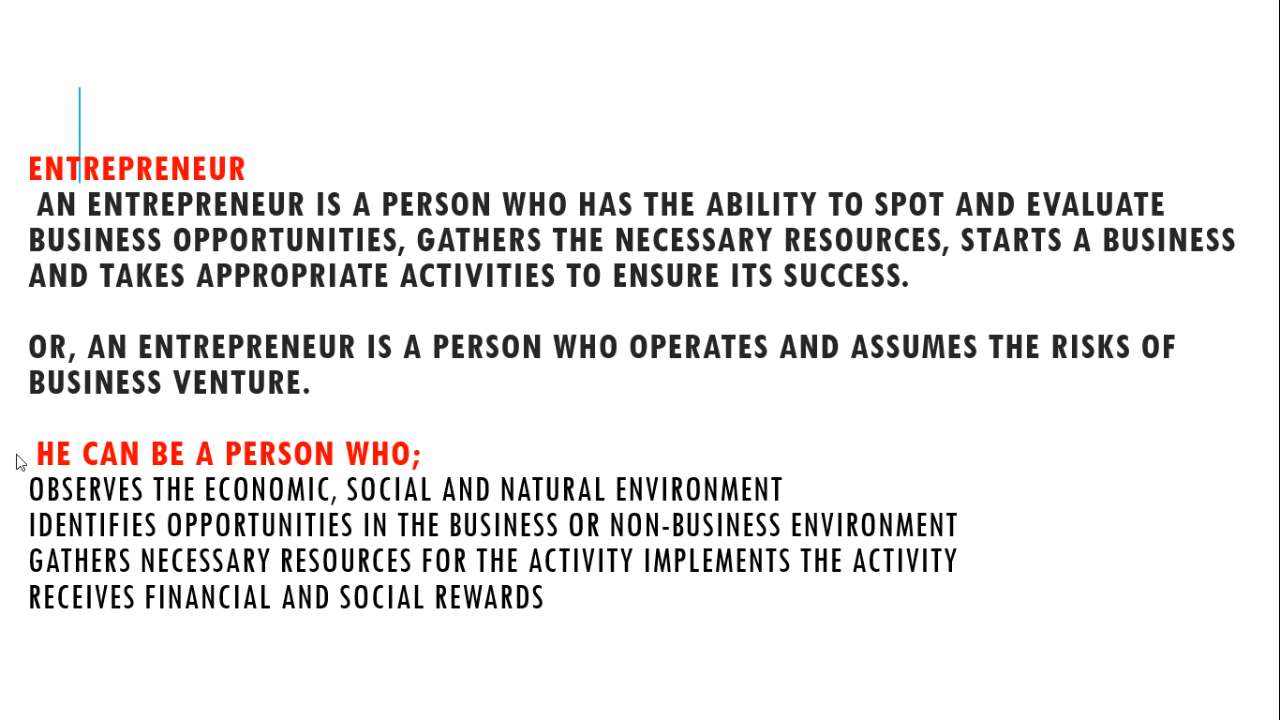 ENTREPRENEUR
AN ENTREPRENEUR IS A PERSON WHO HAS THE ABILITY TO SPOT AND EVALUATE
BUSINESS OPPORTUNITIES, GATHERS THE NECESSARY RESOURCES, STARTS A BUSINESS
AND TAKES APPROPRIATE ACTIVITIES TO ENSURE ITS SUCCESS.
OR, AN ENTREPRENEUR IS A PERSON WHO OPERATES AND ASSUMES THE RISKS OF
BUSINESS VENTURE.
HE CAN BE A PERSON WHO;
OBSERVES THE ECONOMIC, SOCIAL AND NATURAL ENVIRONMENT
IDENTIFIES OPPORTUNITIES IN THE BUSINESS OR NON-BUSINESS ENVIRONMENT
GATHERS NECESSARY RESOURCES FOR THE ACTIVITY IMPLEMENTS THE ACTIVITY
RECEIVES FINANCIAL AND SOCIAL REWARDS